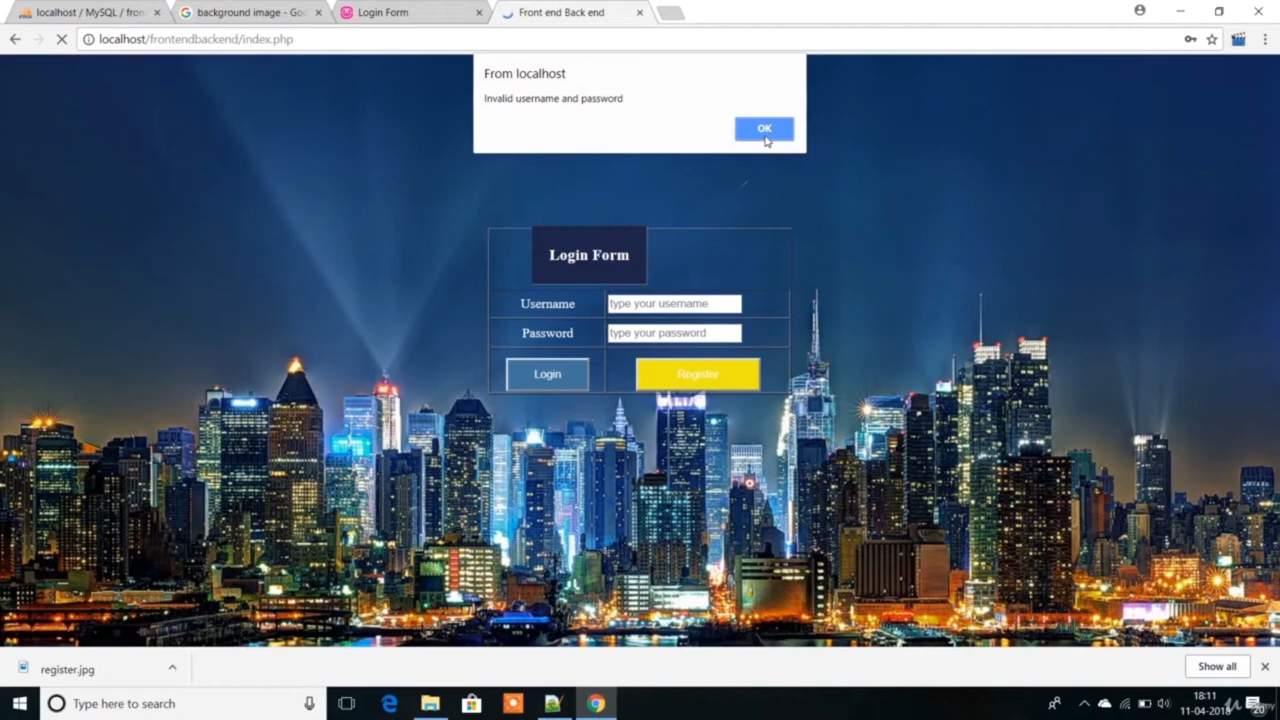 localhost / MySQL / fron
background image - Goo
Login Form
Front end Back end
localhost/frontendbackend/index.php
From localhost
Invalid username and password
OK
Login Form
Username
type your username
Password
type your password
Login
Register
register.jpg
Show all
Type here to search
18:11
11-04-2018
20